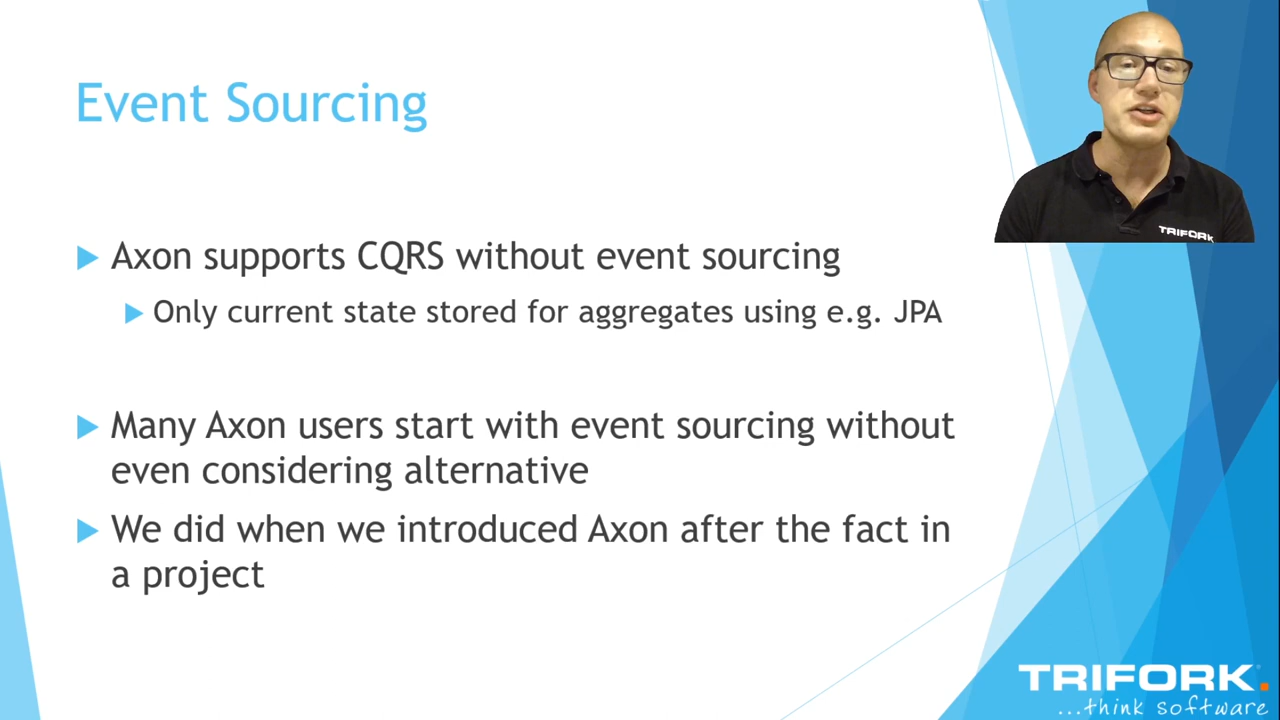 Event Sourcing
Axon supports CQRS without event sourcing
Only current state stored for aggregates using e.g. JPA
Many Axon users start with event sourcing without
even considering alternative
We did when we introduced Axon after the fact in
a project
TRIFORK
TRIFORK.
...think software